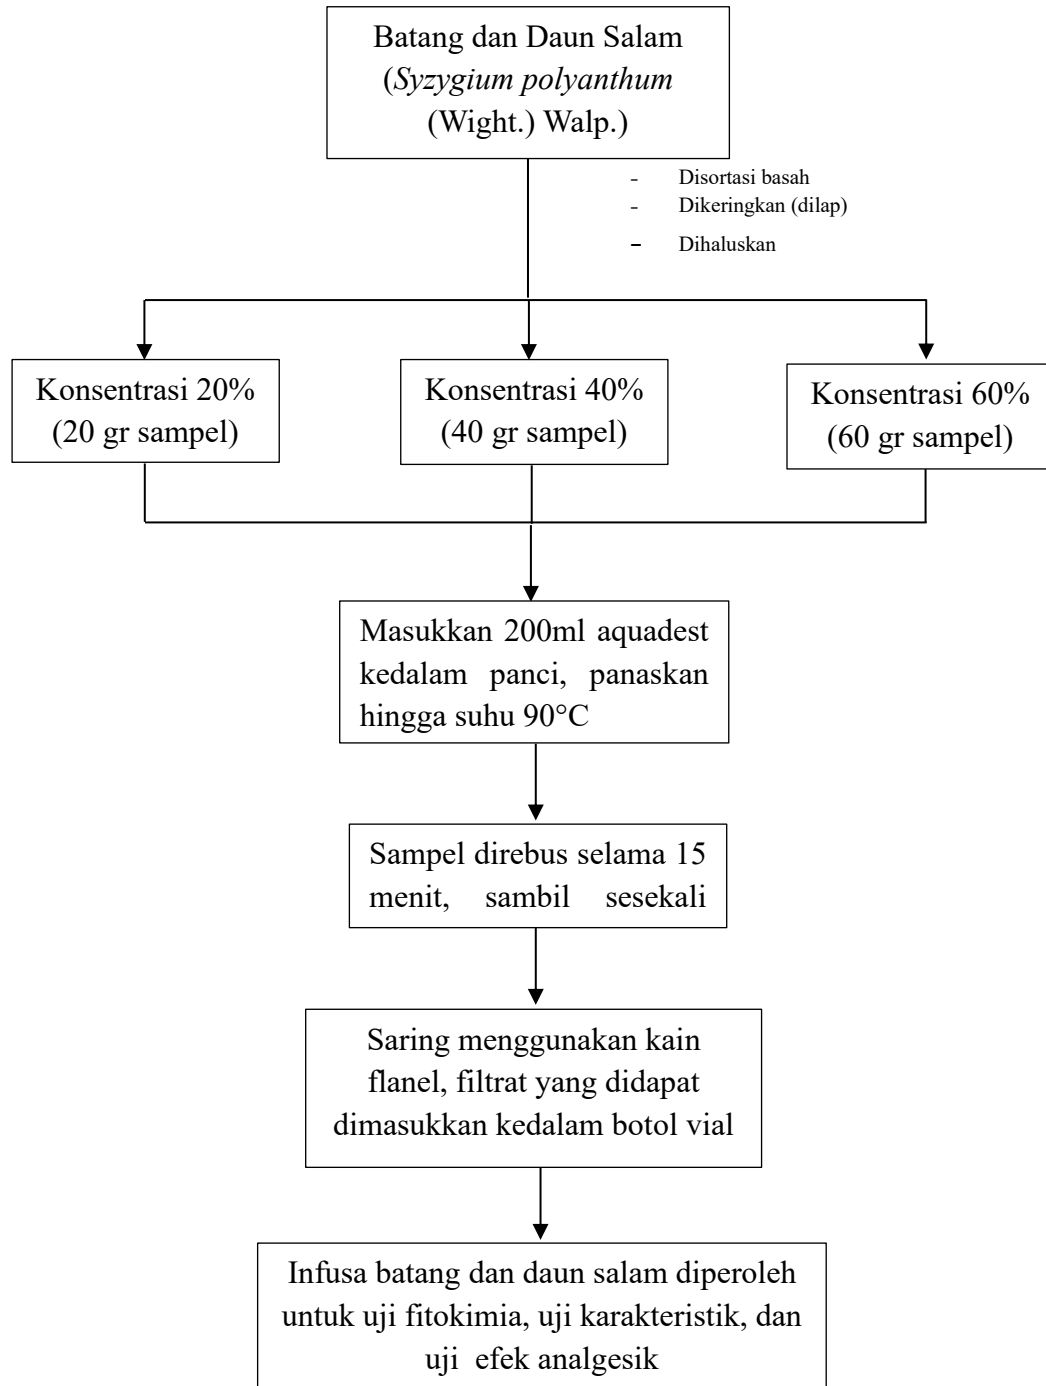 Batang dan Daun Salam
(Syzygium polyanthum
(Wight.) Walp.)
- Disortasi basah
- Dikeringkan (dilap)
- Dihaluskan
Konsentrasi 20%
(20 gr sampel)
Konsentrasi 40%
(40 gr sampel)
Konsentrasi 60%
(60 gr sampel)
Masukkan 200ml aquadest
kedalam panci, panaskan
hingga suhu 90°C
Sampel direbus selama 15
menit, sambil sesekali
Saring menggunakan kain
flanel, filtrat yang didapat
dimasukkan kedalam botol vial
Infusa batang dan daun salam diperoleh
untuk uji fitokimia, uji karakteristik, dan
uji efek analgesik